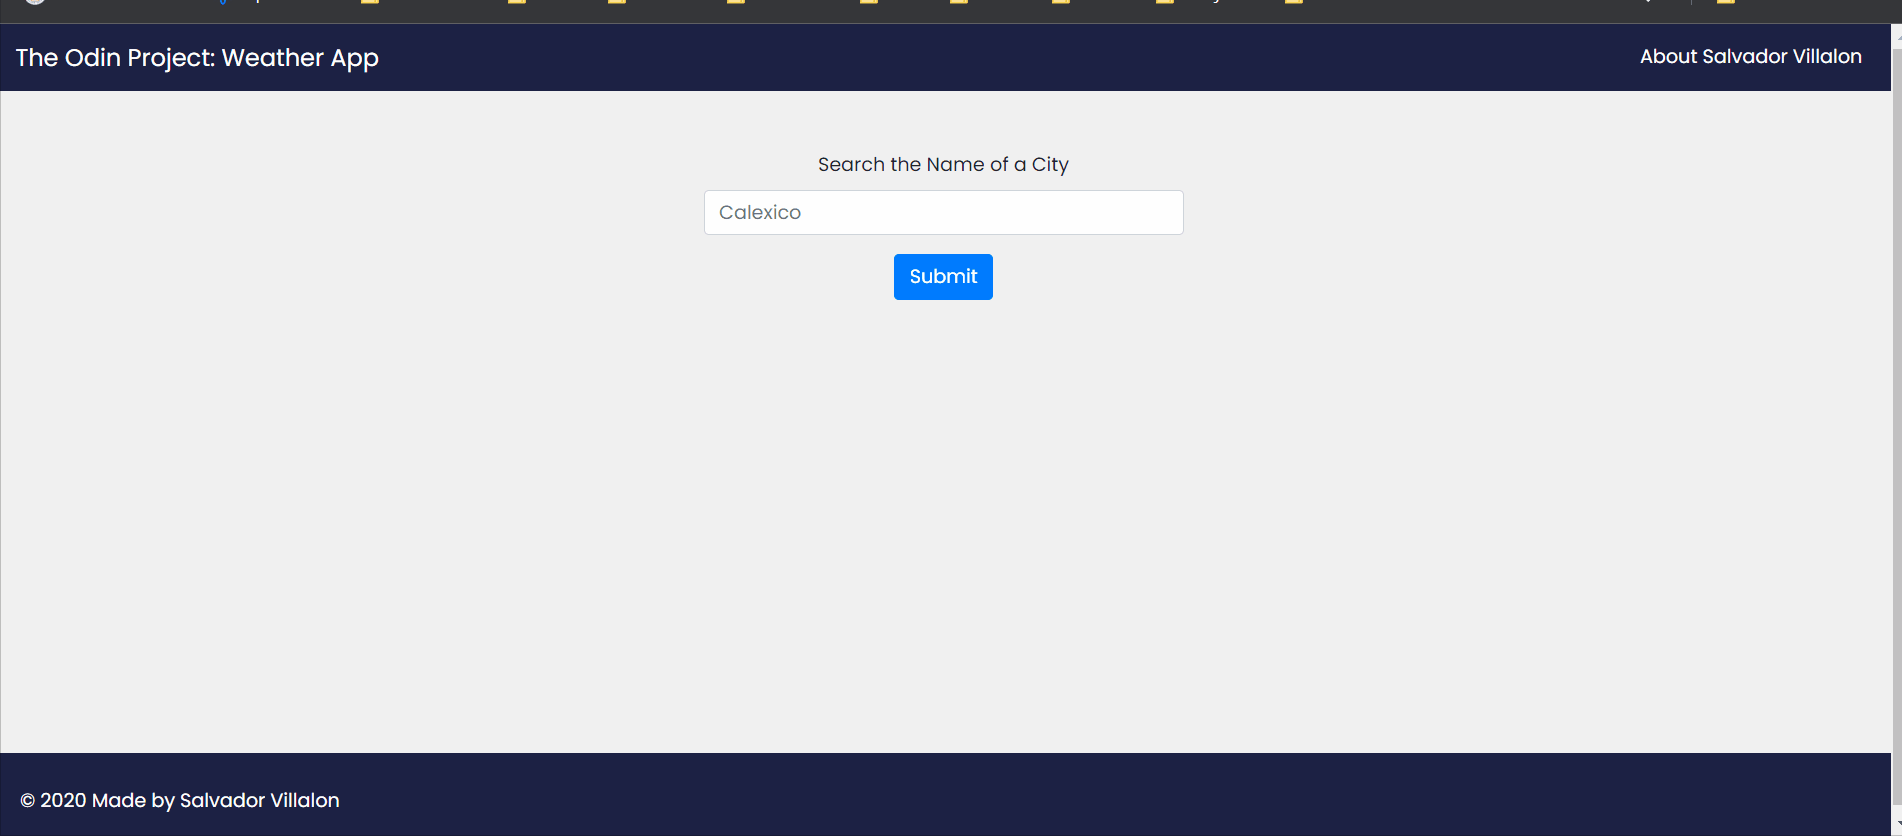 The Odin Project: Weather App
About Salvador Villalon
Search the Name of a City
Calexico
Submit
© 2020 Made by Salvador Villalon